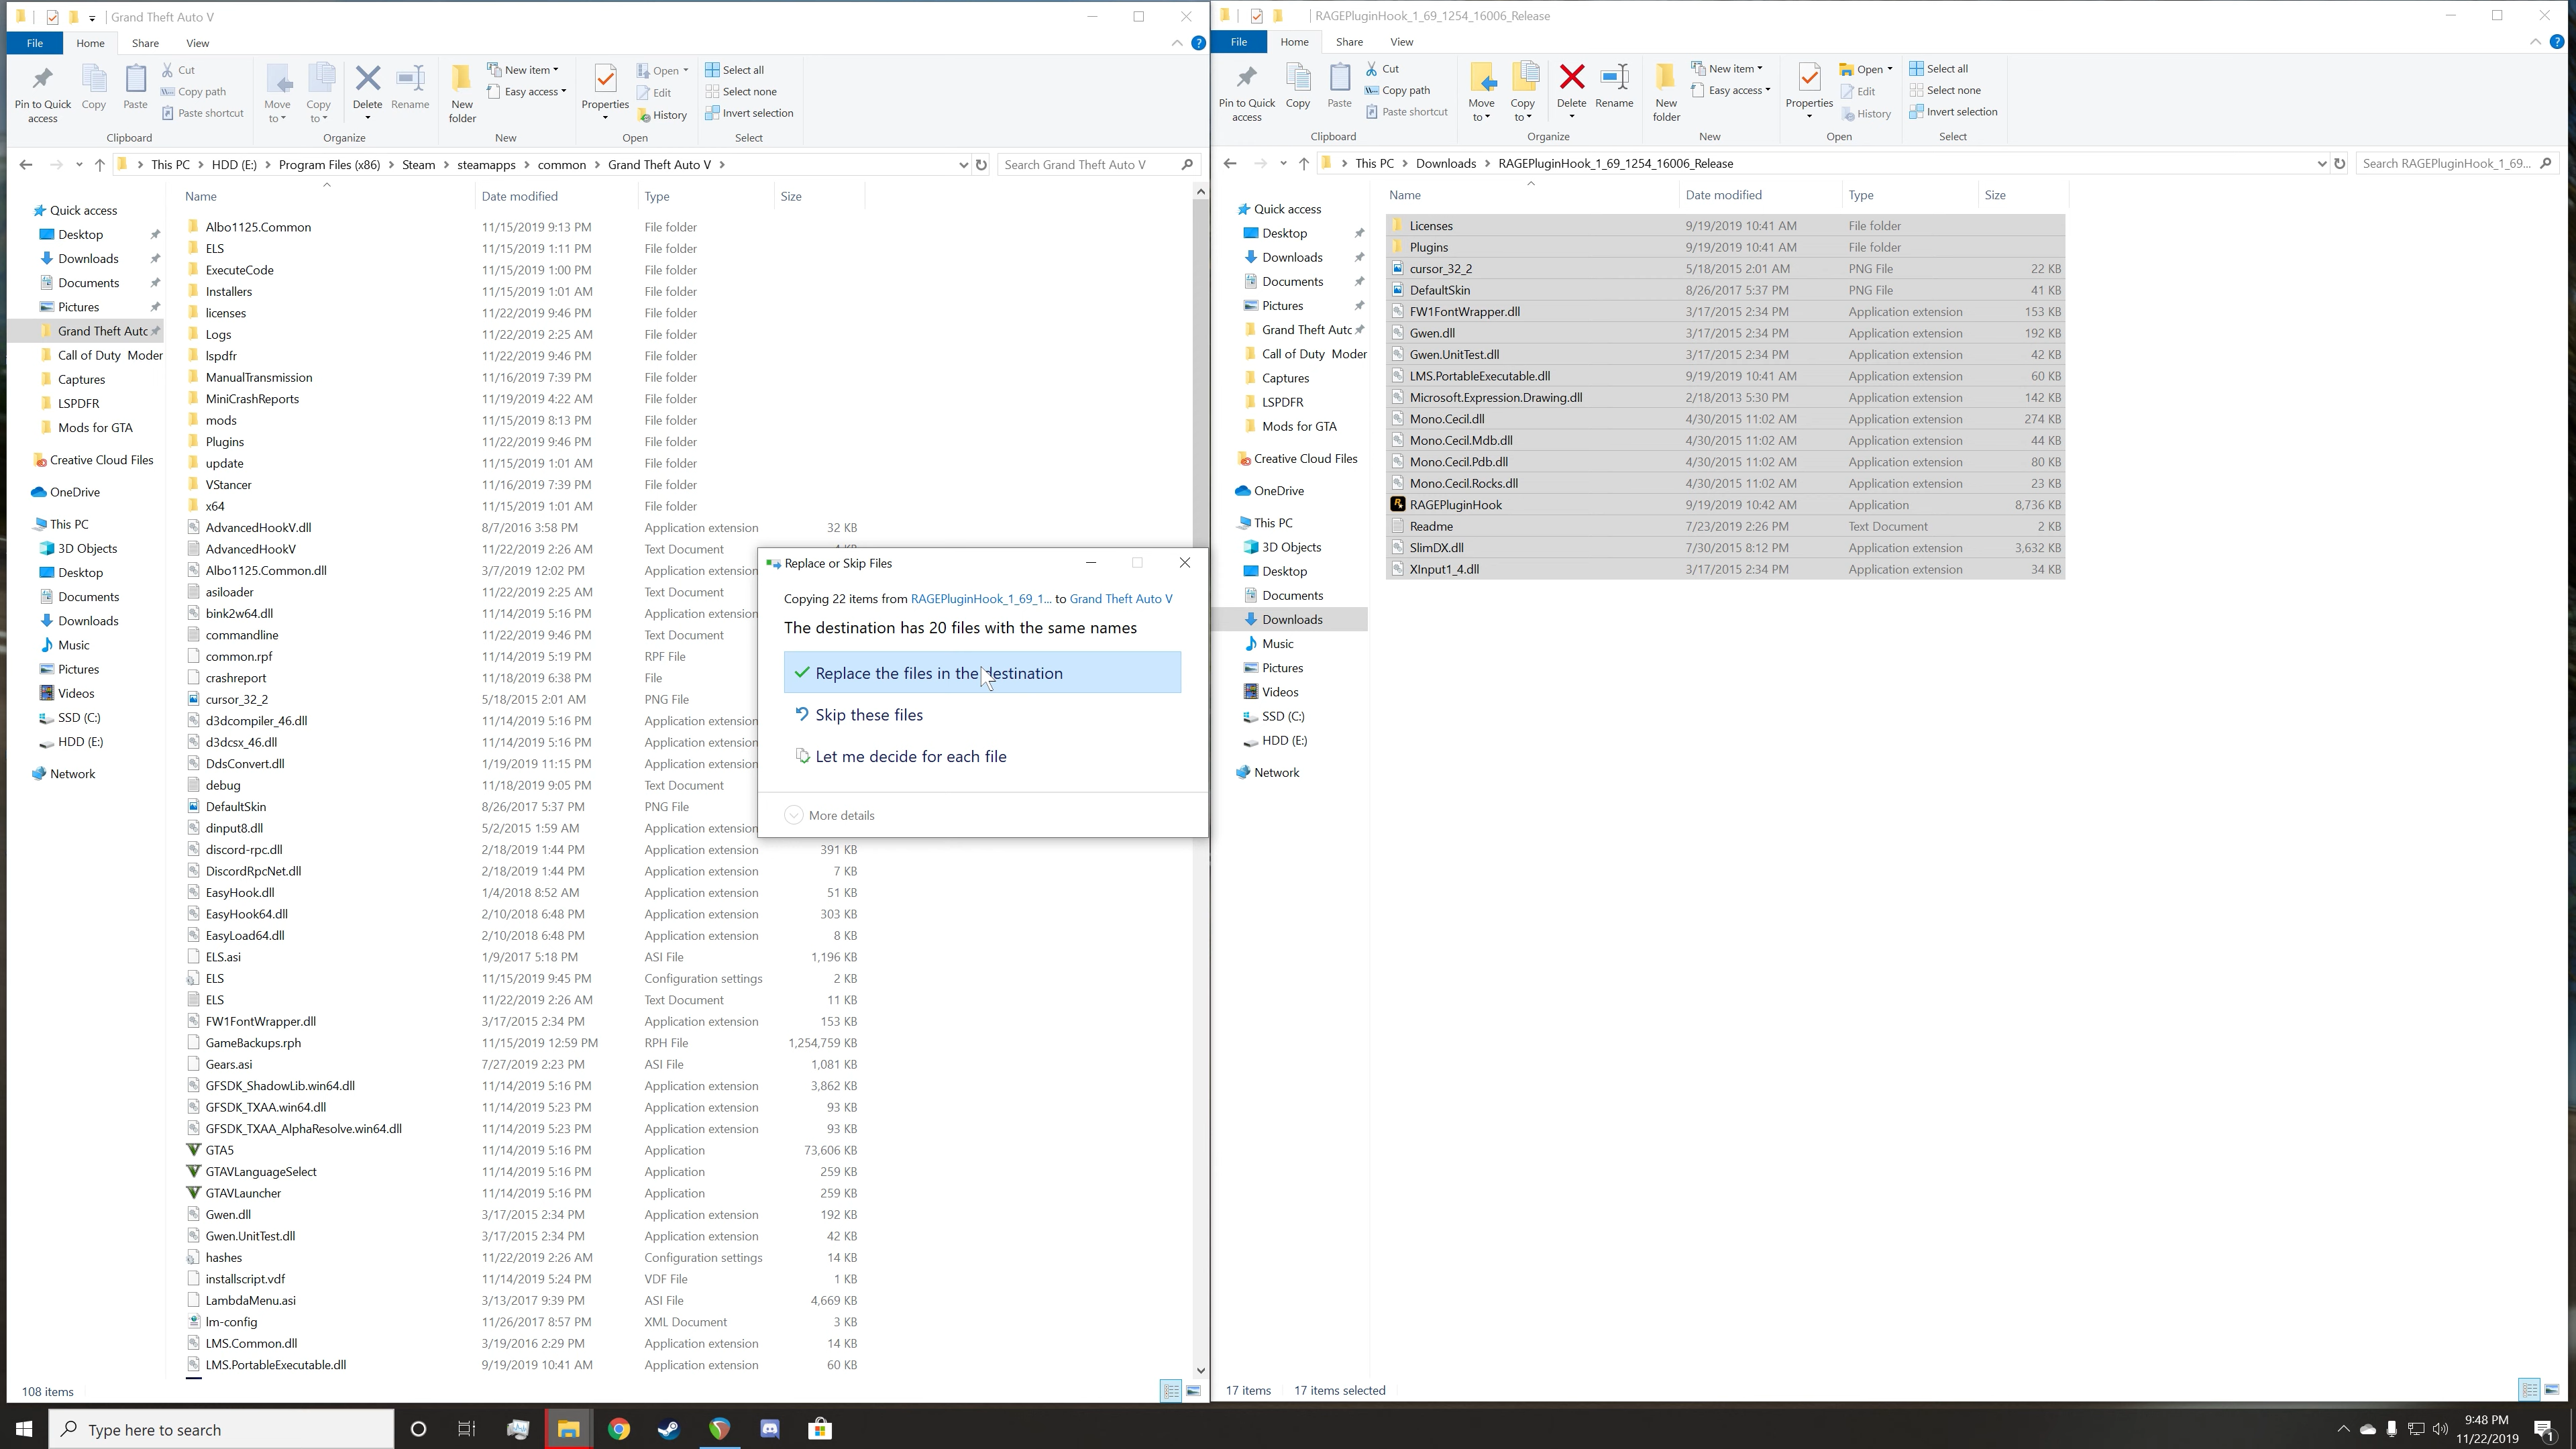 Grand Theft Auto V
File Home Share View
Pin to Quick access
Copy
Paste
Cut
Copy path
Paste shortcut
Clipboard
Move to
Copy to
Delete
Rename
Organize
New folder
New item
Easy access
New
Properties
Open
Edit
History
Open
Select all
Select none
Invert selection
Select
This PC HDD (E:) Program Files (x86) Steam steamapps common Grand Theft Auto V
Search Grand Theft Auto V
Quick access
Desktop
Downloads
Documents
Pictures
Grand Theft Autc
Call of Duty Moder
Captures
LSPDFR
Mods for GTA
Creative Cloud Files
OneDrive
This PC
3D Objects
Desktop
Documents
Downloads
Music
Pictures
Videos
SSD (C:)
HDD (E:)
Network
Name Date modified Type Size
Albo1125.Common 11/15/2019 9:13 PM File folder
ELS 11/15/2019 1:11 PM File folder
ExecuteCode 11/15/2019 1:00 PM File folder
Installers 11/15/2019 1:01 AM File folder
licenses 11/22/2019 9:46 PM File folder
Logs 11/22/2019 2:25 AM File folder
lspdfr 11/22/2019 9:46 PM File folder
ManualTransmission 11/16/2019 7:39 PM File folder
MiniCrashReports 11/19/2019 4:22 AM File folder
mods 11/15/2019 8:13 PM File folder
Plugins 11/22/2019 9:46 PM File folder
update 11/15/2019 1:01 AM File folder
VStancer 11/16/2019 7:39 PM File folder
x64 11/15/2019 1:01 AM File folder
AdvancedHookV.dll 8/7/2016 3:58 PM Application extension 32 KB
AdvancedHookV 11/22/2019 2:26 AM Text Document
Albo1125.Common.dll 3/7/2019 12:02 PM Application extension
asiloader 11/22/2019 2:25 AM Text Document
bink2w64.dll 11/14/2019 5:16 PM Application extension
commandline 11/22/2019 9:46 PM Text Document
common.rpf 11/14/2019 5:19 PM RPF File
crashreport 11/18/2019 6:38 PM File
cursor_32_2 5/18/2015 2:01 AM PNG File
d3dcompiler_46.dll 11/14/2019 5:16 PM Application extension
d3dcsx_46.dll 11/14/2019 5:16 PM Application extension
DdsConvert.dll 1/19/2019 11:15 PM Application extension
debug 11/18/2019 9:05 PM Text Document
DefaultSkin 8/26/2017 5:37 PM PNG File
dinput8.dll 5/2/2015 1:59 AM Application extension
discord-rpc.dll 2/18/2019 1:44 PM Application extension 391 KB
DiscordRpcNet.dll 2/18/2019 1:44 PM Application extension 7 KB
EasyHook.dll 1/4/2018 8:52 AM Application extension 51 KB
EasyHook64.dll 2/10/2018 6:48 PM Application extension 303 KB
EasyLoad64.dll 2/10/2018 6:48 PM Application extension 8 KB
ELS.asi 1/9/2017 5:18 PM ASI File 1,196 KB
ELS 11/15/2019 9:45 PM Configuration settings 2 KB
ELS 11/22/2019 2:26 AM Text Document 11 KB
FW1FontWrapper.dll 3/17/2015 2:34 PM Application extension 153 KB
GameBackups.rph 11/15/2019 12:59 PM RPH File 1,254,759 KB
Gears.asi 7/27/2019 2:23 PM ASI File 1,081 KB
GFSDK_ShadowLib.win64.dll 11/14/2019 5:16 PM Application extension 3,862 KB
GFSDK_TXAA.win64.dll 11/14/2019 5:23 PM Application extension 93 KB
GFSDK_TXAA_AlphaResolve.win64.dll 11/14/2019 5:23 PM Application extension 93 KB
GTA5 11/14/2019 5:16 PM Application 73,606 KB
GTAVLanguageSelect 11/14/2019 5:16 PM Application 259 KB
GTAVLauncher 11/14/2019 5:16 PM Application 259 KB
Gwen.dll 3/17/2015 2:34 PM Application extension 192 KB
Gwen.UnitTest.dll 3/17/2015 2:34 PM Application extension 42 KB
hashes 11/22/2019 2:26 AM Configuration settings 14 KB
installscript.vdf 11/14/2019 5:24 PM VDF File 1 KB
LambdaMenu.asi 3/13/2017 9:39 PM ASI File 4,669 KB
lm-config 11/26/2017 8:57 PM XML Document 3 KB
LMS.Common.dll 3/19/2016 2:29 PM Application extension 14 KB
LMS.PortableExecutable.dll 9/19/2019 10:41 AM Application extension 60 KB
108 items
Replace or Skip Files
Copying 22 items from RAGEPluginHook_1_69_1... to Grand Theft Auto V
The destination has 20 files with the same names
Replace the files in the destination
Skip these files
Let me decide for each file
More details
RAGEPluginHook_1_69_1254_16006_Release
File Home Share View
Pin to Quick access
Copy
Paste
Cut
Copy path
Paste shortcut
Clipboard
Move to
Copy to
Delete
Rename
Organize
New folder
New item
Easy access
New
Properties
Open
Edit
History
Open
Select all
Select none
Invert selection
Select
This PC Downloads RAGEPluginHook_1_69_1254_16006_Release
Search RAGEPluginHook_1_69...
Quick access
Desktop
Downloads
Documents
Pictures
Grand Theft Autc
Call of Duty Moder
Captures
LSPDFR
Mods for GTA
Creative Cloud Files
OneDrive
This PC
3D Objects
Desktop
Documents
Downloads
Music
Pictures
Videos
SSD (C:)
HDD (E:)
Network
Name Date modified Type Size
Licenses 9/19/2019 10:41 AM File folder
Plugins 9/19/2019 10:41 AM File folder
cursor_32_2 5/18/2015 2:01 AM PNG File 22 KB
DefaultSkin 8/26/2017 5:37 PM PNG File 41 KB
FW1FontWrapper.dll 3/17/2015 2:34 PM Application extension 153 KB
Gwen.dll 3/17/2015 2:34 PM Application extension 192 KB
Gwen.UnitTest.dll 3/17/2015 2:34 PM Application extension 42 KB
LMS.PortableExecutable.dll 9/19/2019 10:41 AM Application extension 60 KB
Microsoft.Expression.Drawing.dll 2/18/2013 5:30 PM Application extension 142 KB
Mono.Cecil.dll 4/30/2015 11:02 AM Application extension 274 KB
Mono.Cecil.Mdb.dll 4/30/2015 11:02 AM Application extension 44 KB
Mono.Cecil.Pdb.dll 4/30/2015 11:02 AM Application extension 80 KB
Mono.Cecil.Rocks.dll 4/30/2015 11:02 AM Application extension 23 KB
RAGEPluginHook 9/19/2019 10:42 AM Application 8,736 KB
Readme 7/23/2019 2:26 PM Text Document 2 KB
SlimDX.dll 7/30/2015 8:12 PM Application extension 3,632 KB
XInput1_4.dll 3/17/2015 2:34 PM Application extension 34 KB
17 items 17 items selected
Type here to search
9:48 PM
11/22/2019
1